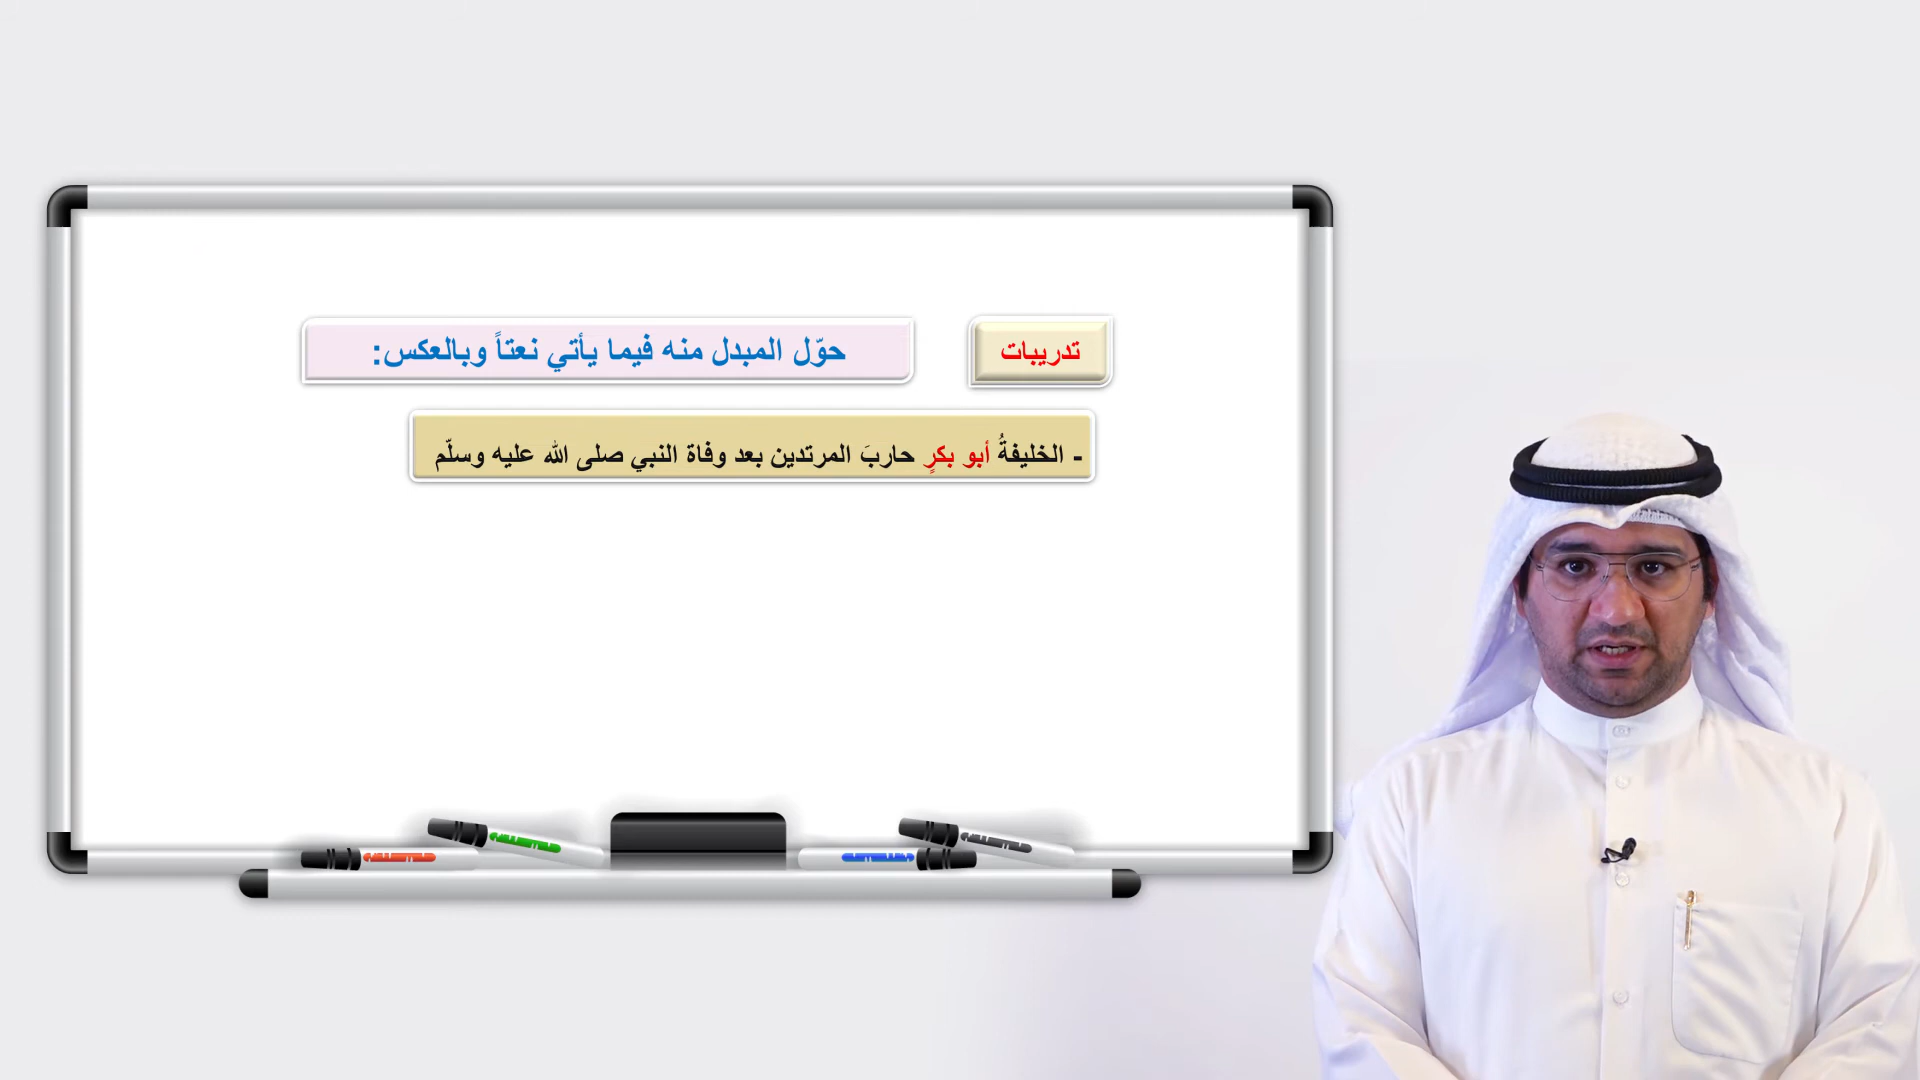 تدريبات
حوّل المبدل منه فيما يأتي نعتاً وبالعكس:
- الخليفةُ أبو بكرٍ حاربَ المرتدين بعد وفاة النبي صلى الله عليه وسلّم